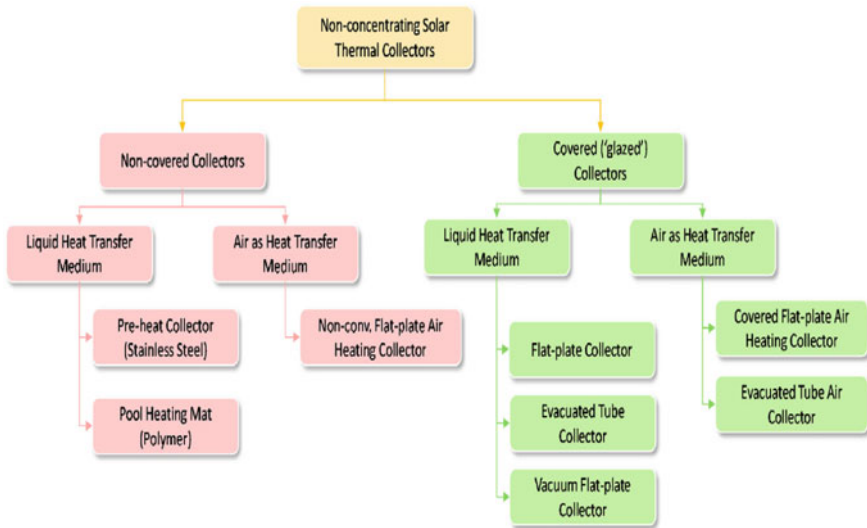 Non-concentrating Solar
Thermal Collectors
Non-covered Collectors
Covered ('glazed')
Collectors
Liquid Heat Transfer
Medium
Air as Heat Transfer
Medium
Liquid Heat Transfer
Medium
Air as Heat Transfer
Medium
Pre-heat Collector
(Stainless Steel)
Non-conv. Flat-plate Air
Heating Collector
Flat-plate Collector
Covered Flat-plate Air
Heating Collector
Pool Heating Mat
(Polymer)
Evacuated Tube
Collector
Evacuated Tube Air
Collector
Vacuum Flat-plate
Collector